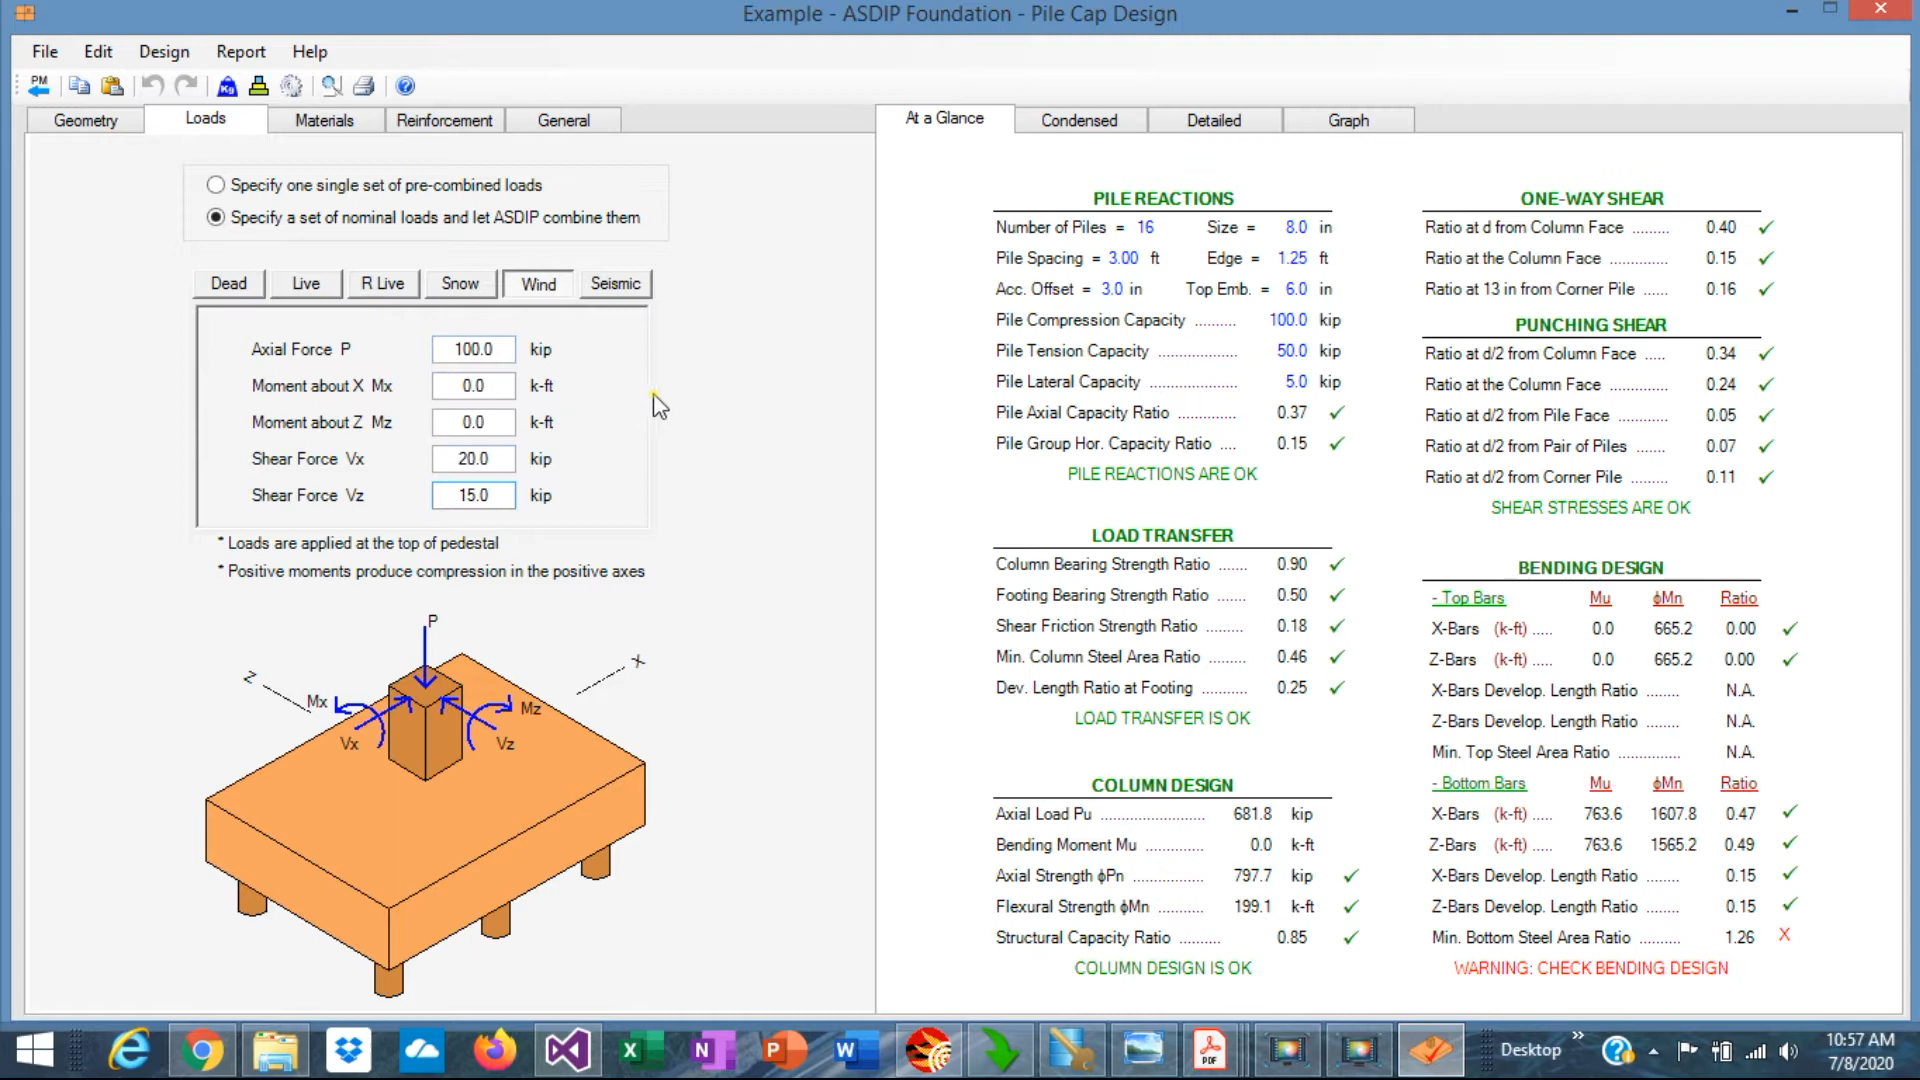 Example - ASDIP Foundation - Pile Cap Design
File Edit Design Report Help
PM Kg
Geometry Loads Materials Reinforcement General
Specify one single set of pre-combined loads
Specify a set of nominal loads and let ASDIP combine them
Dead Live R Live Snow Wind Seismic
Axial Force P 100.0 kip
Moment about X Mx 0.0 k-ft
Moment about Z Mz 0.0 k-ft
Shear Force Vx 20.0 kip
Shear Force Vz 15.0 kip
* Loads are applied at the top of pedestal
* Positive moments produce compression in the positive axes
P
Z X
Mx Mz
Vx Vz
At a Glance Condensed Detailed Graph
PILE REACTIONS
Number of Piles = 16 Size = 8.0 in
Pile Spacing = 3.00 ft Edge = 1.25 ft
Acc. Offset = 3.0 in Top Emb. = 6.0 in
Pile Compression Capacity ......... 100.0 kip
Pile Tension Capacity ................. 50.0 kip
Pile Lateral Capacity ................... 5.0 kip
Pile Axial Capacity Ratio ............. 0.37 ✓
Pile Group Hor. Capacity Ratio .... 0.15 ✓
PILE REACTIONS ARE OK
LOAD TRANSFER
Column Bearing Strength Ratio ...... 0.90 ✓
Footing Bearing Strength Ratio ...... 0.50 ✓
Shear Friction Strength Ratio ........ 0.18 ✓
Min. Column Steel Area Ratio ........ 0.46 ✓
Dev. Length Ratio at Footing .......... 0.25 ✓
LOAD TRANSFER IS OK
COLUMN DESIGN
Axial Load Pu ....................... 681.8 kip
Bending Moment Mu ............. 0.0 k-ft
Axial Strength ϕPn ................ 797.7 kip ✓
Flexural Strength ϕMn .......... 199.1 k-ft ✓
Structural Capacity Ratio ......... 0.85 ✓
COLUMN DESIGN IS OK
ONE-WAY SHEAR
Ratio at d from Column Face ......... 0.40 ✓
Ratio at the Column Face ............. 0.15 ✓
Ratio at 13 in from Corner Pile ...... 0.16 ✓
PUNCHING SHEAR
Ratio at d/2 from Column Face ..... 0.34 ✓
Ratio at the Column Face ............. 0.24 ✓
Ratio at d/2 from Pile Face ........... 0.05 ✓
Ratio at d/2 from Pair of Piles ....... 0.07 ✓
Ratio at d/2 from Corner Pile ......... 0.11 ✓
SHEAR STRESSES ARE OK
BENDING DESIGN
- Top Bars Mu ϕMn Ratio
X-Bars (k-ft) ..... 0.0 665.2 0.00 ✓
Z-Bars (k-ft) ..... 0.0 665.2 0.00 ✓
X-Bars Develop. Length Ratio ....... N.A.
Z-Bars Develop. Length Ratio ....... N.A.
Min. Top Steel Area Ratio ............. N.A.
- Bottom Bars Mu ϕMn Ratio
X-Bars (k-ft) ..... 763.6 1607.8 0.47 ✓
Z-Bars (k-ft) ..... 763.6 1565.2 0.49 ✓
X-Bars Develop. Length Ratio ....... 0.15 ✓
Z-Bars Develop. Length Ratio ....... 0.15 ✓
Min. Bottom Steel Area Ratio ......... 1.26 X
WARNING: CHECK BENDING DESIGN
Desktop
PDF
10:57 AM
7/8/2020